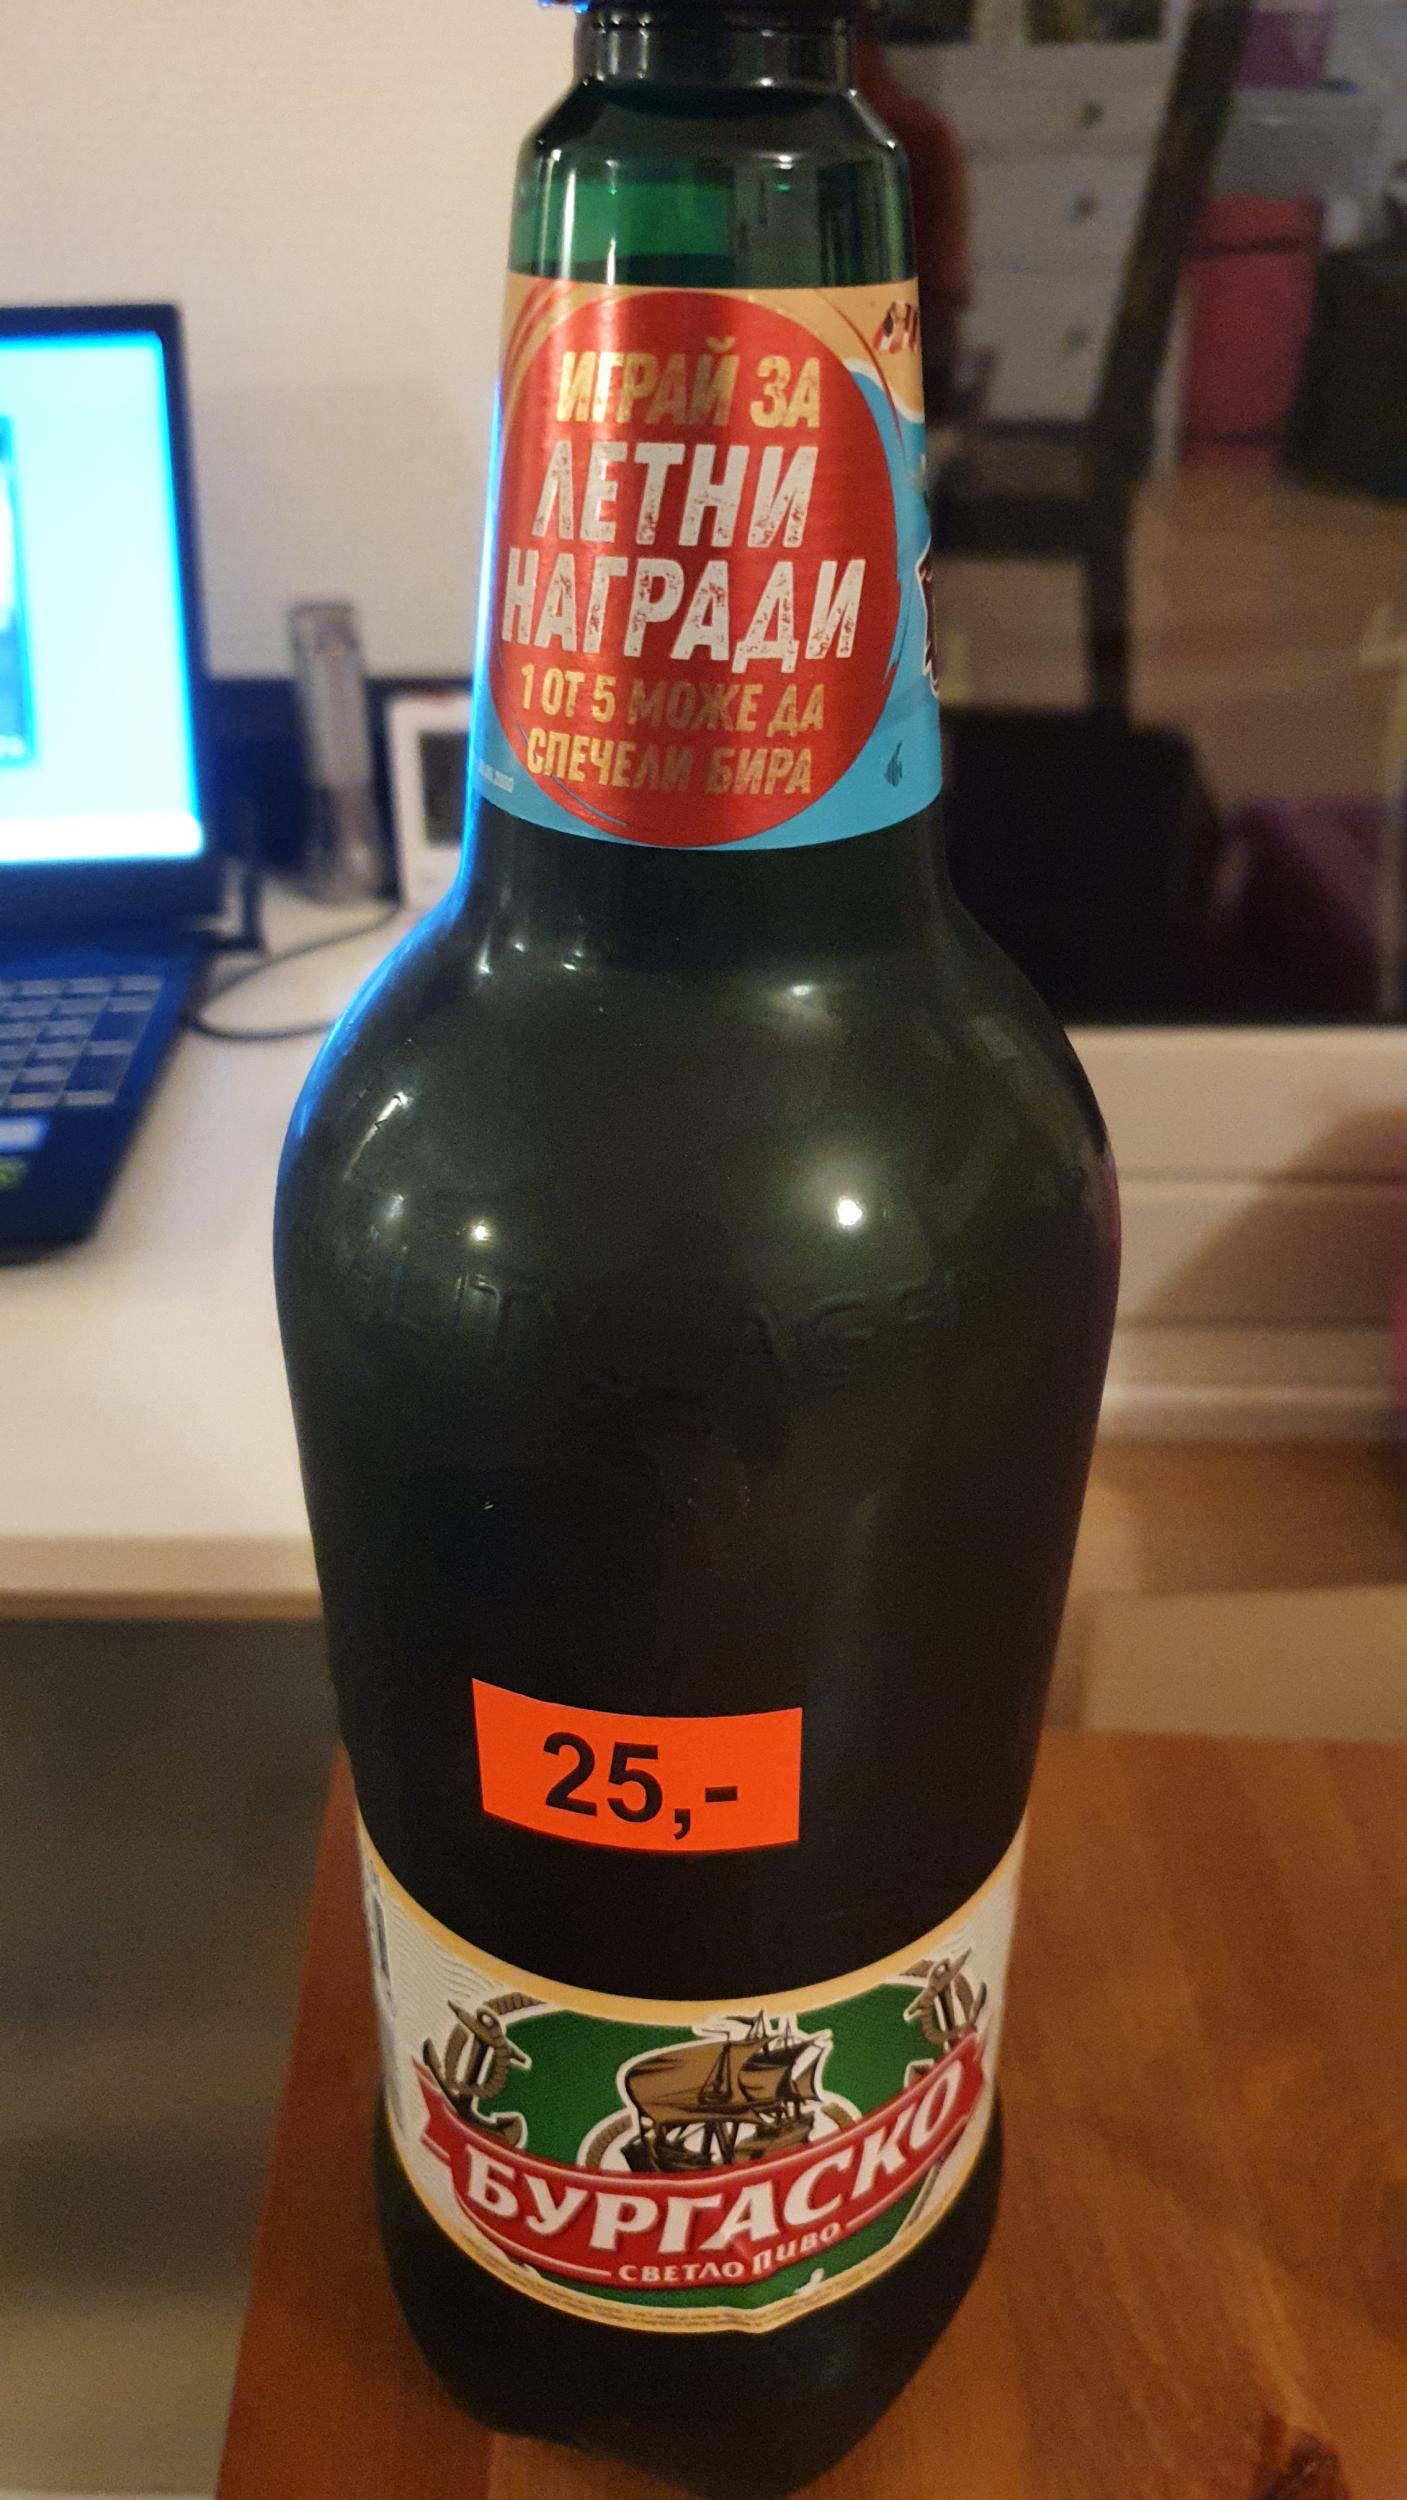 ИГРАЙ ЗА
ЛЕТНИ
НАГРАДИ
1 ОТ 5 МОЖЕ ДА
СПЕЧЕЛИ БИРА
25,-
БУРГАСКО
СВЕТЛО ПИВО